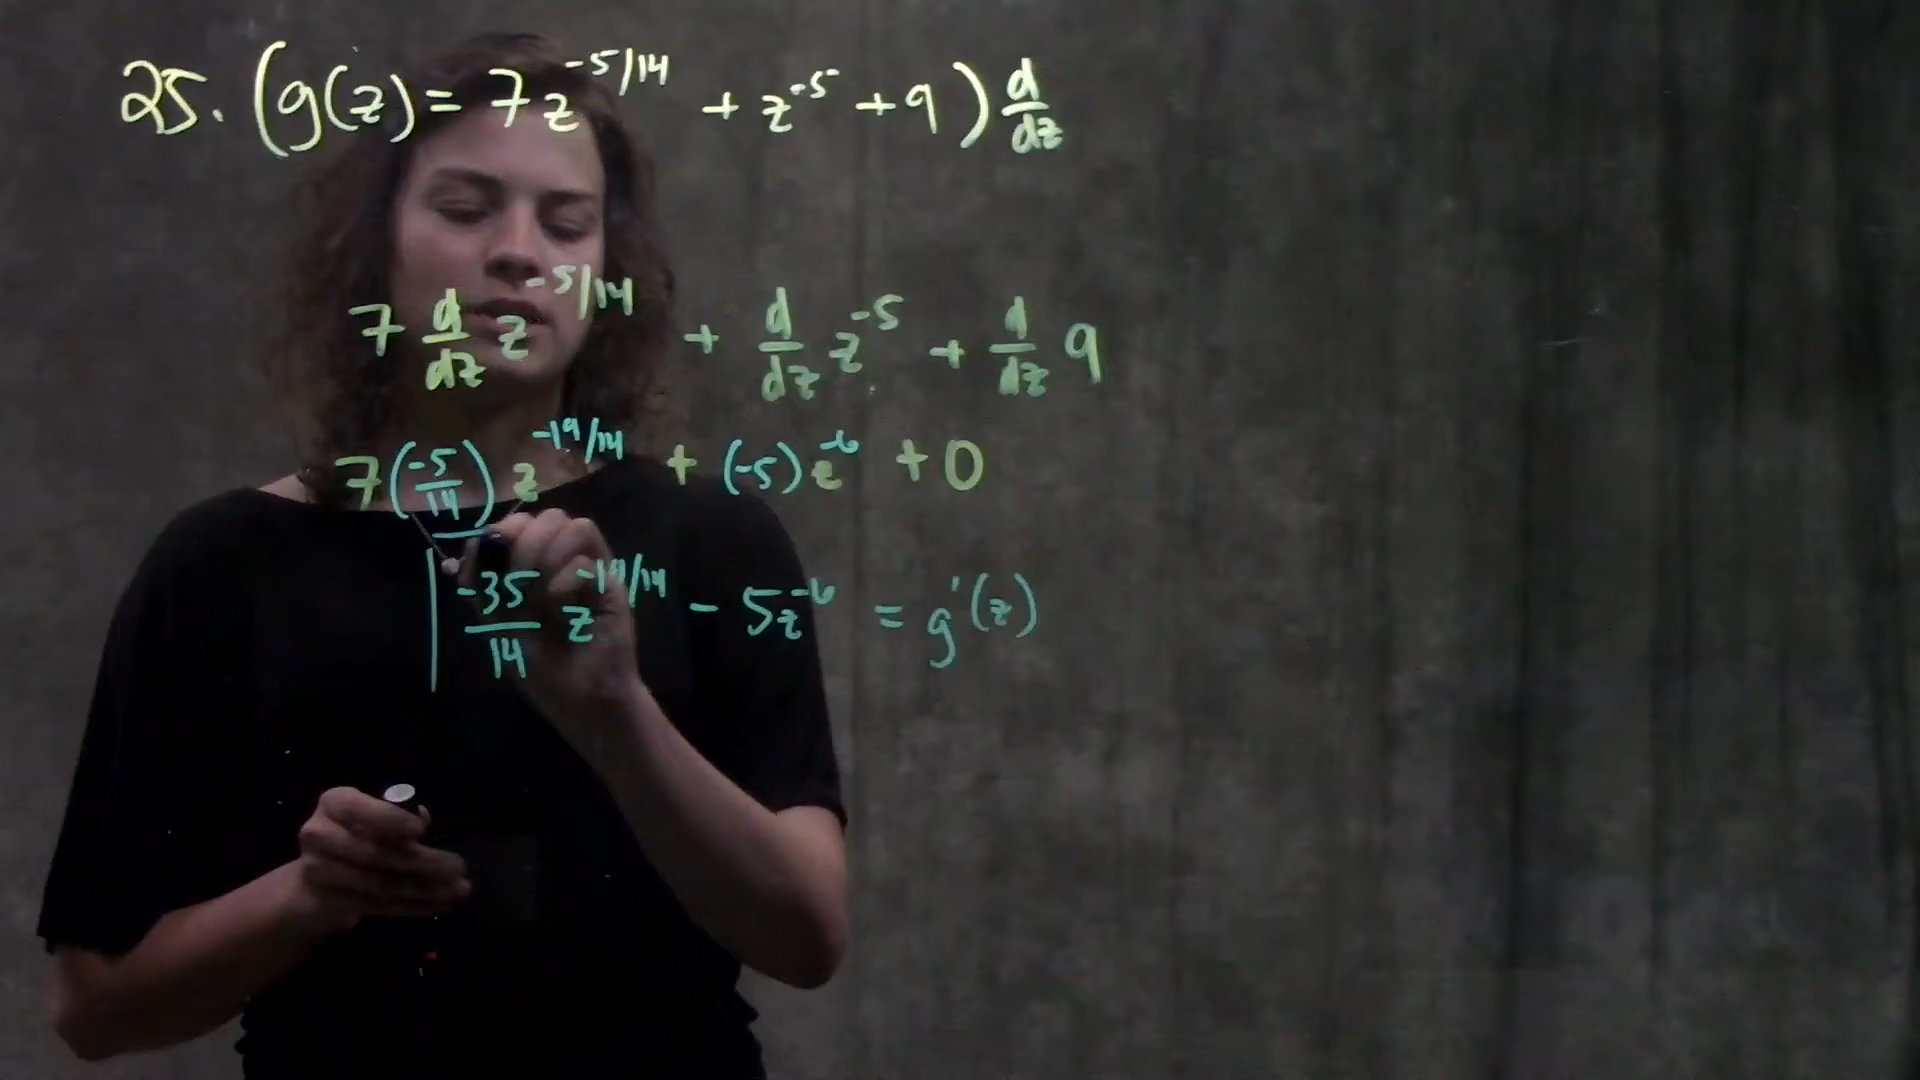 25. (g(z) = 7z^{-5/14} + z^{-5} + 9) d/dz
7 d/dz z^{-5/14} + d/dz z^{-5} + d/dz 9
7(-5/14) z^{-19/14} + (-5)z^{-6} + 0
-35/14 z^{-19/14} - 5z^{-6} = g'(z)